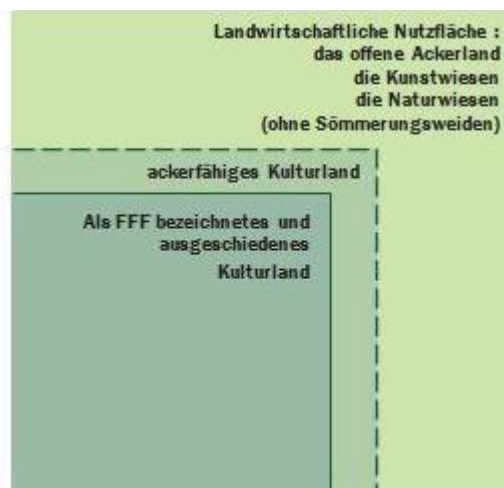 Landwirtschaftliche Nutzfläche :
das offene Ackerland
die Kunstwiesen
die Naturwiesen
(ohne Sömmerungsweiden)
ackerfähiges Kulturland
Als FFF bezeichnetes und
ausgeschiedenes
Kulturland